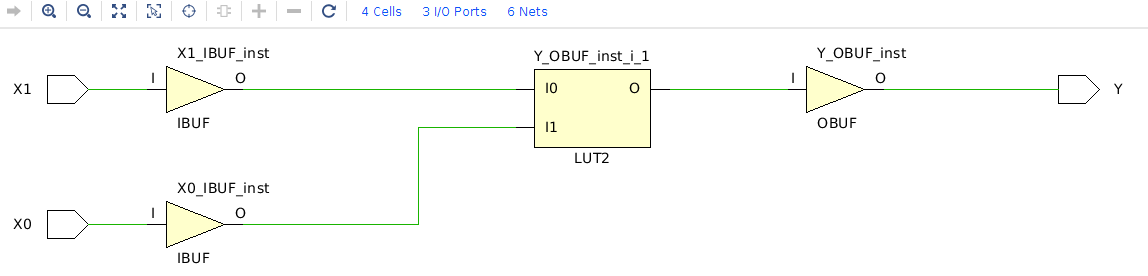 4 Cells 3 I/O Ports 6 Nets
X1_IBUF_inst
Y_OBUF_inst_i_1
Y_OBUF_inst
X1
I
O
I0
O
I
O
Y
IBUF
I1
OBUF
LUT2
X0_IBUF_inst
X0
I
O
IBUF